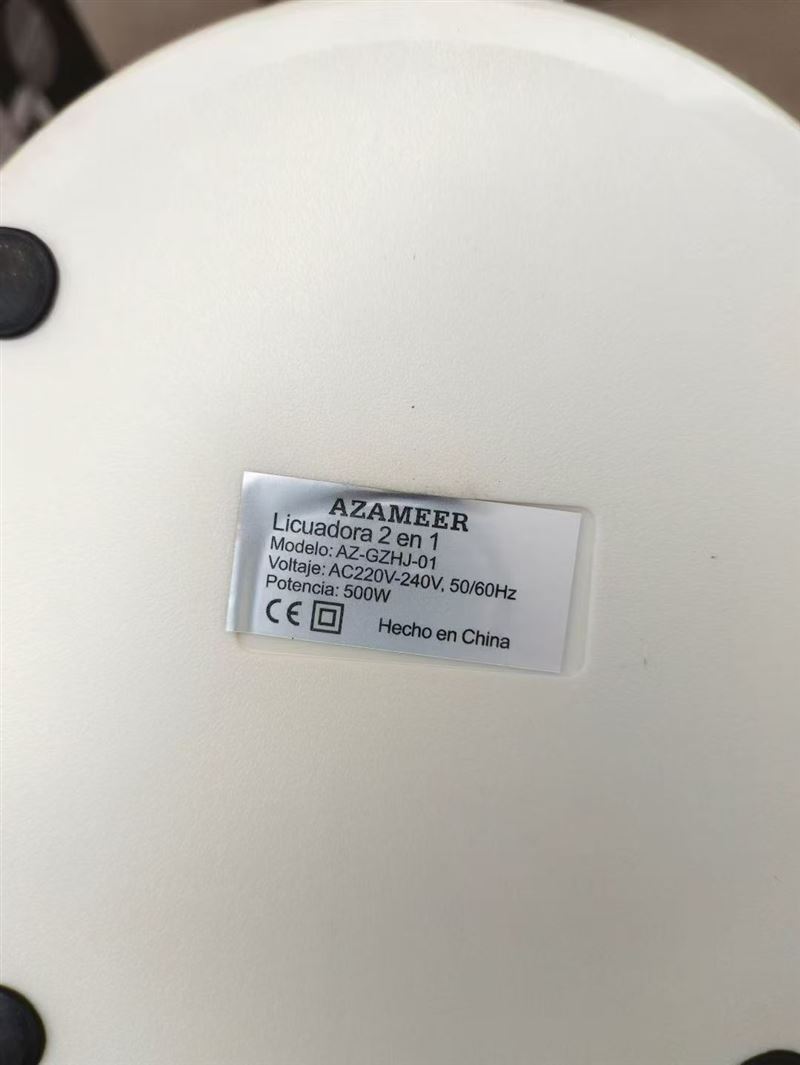 AZAMEER
Licuadora 2 en 1
Modelo: AZ-GZHJ-01
Voltaje: AC220V-240V, 50/60Hz
Potencia: 500W
CE
Hecho en China